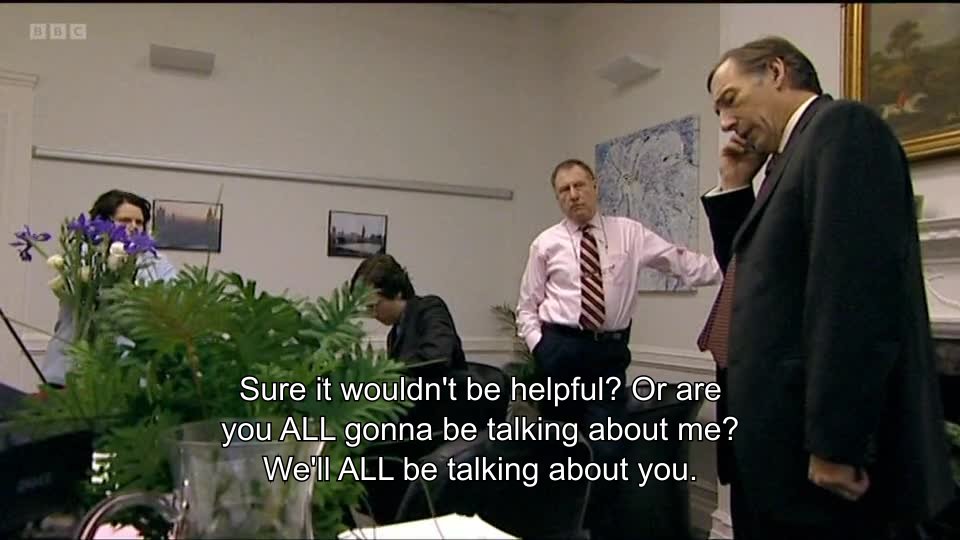 BBC
Sure it wouldn't be helpful? Or are
you ALL gonna be talking about me?
We'll ALL be talking about you.